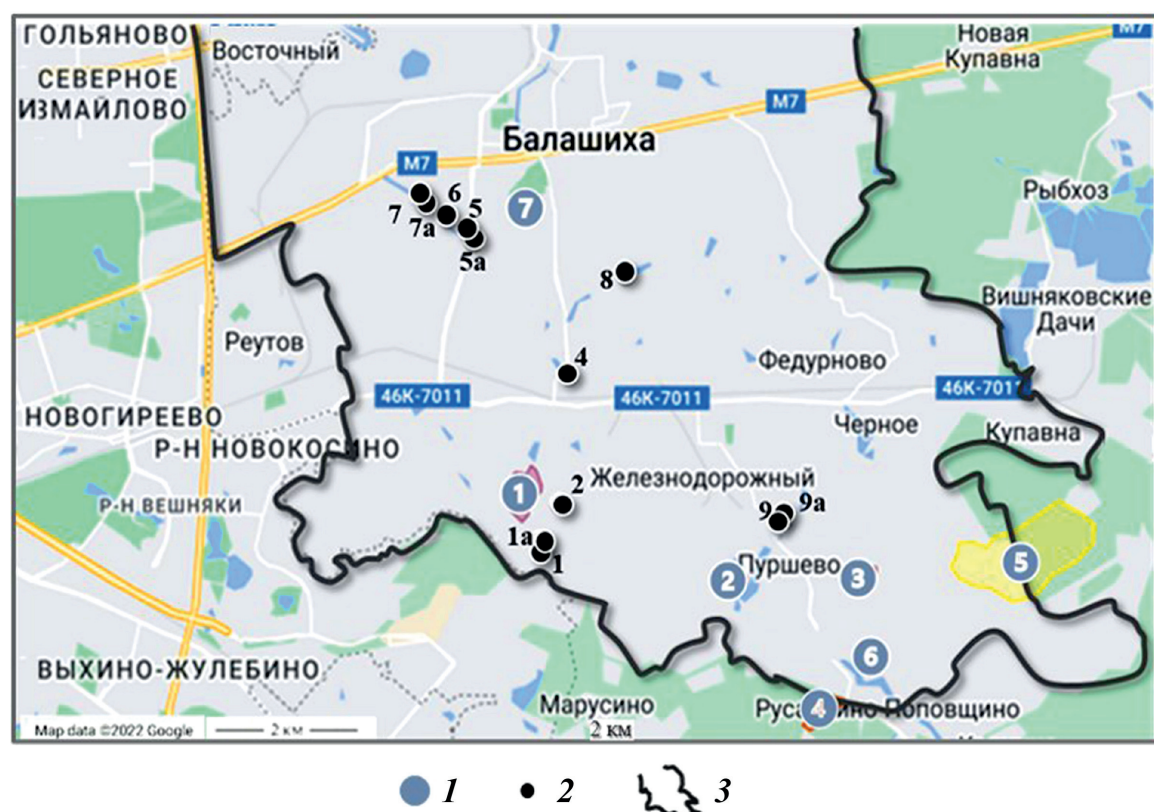 ГОЛЬЯНОВО
Восточный
Новая
Купавна
М7
СЕВЕРНОЕ
ИЗМАЙЛОВО
М7
Балашиха
М7
Рыбхоз
6
7
5
7
7а
5а
8
Вишняковские
Дачи
Реутов
4
Федурново
46К-7011
46К-7011
46К-7011
НОВОГИРЕЕВО
Черное
Купавна
Р-Н НОВОКОСИНО
Железнодорожный
2
1
Р-Н ВЕШНЯКИ
9
9а
1а
1
Пуршево
2
3
5
6
ВЫХИНО-ЖУЛЕБИНО
Марусино
4
Поповщино
Map data ©2022 Google
2 км
2 км
1
2
3